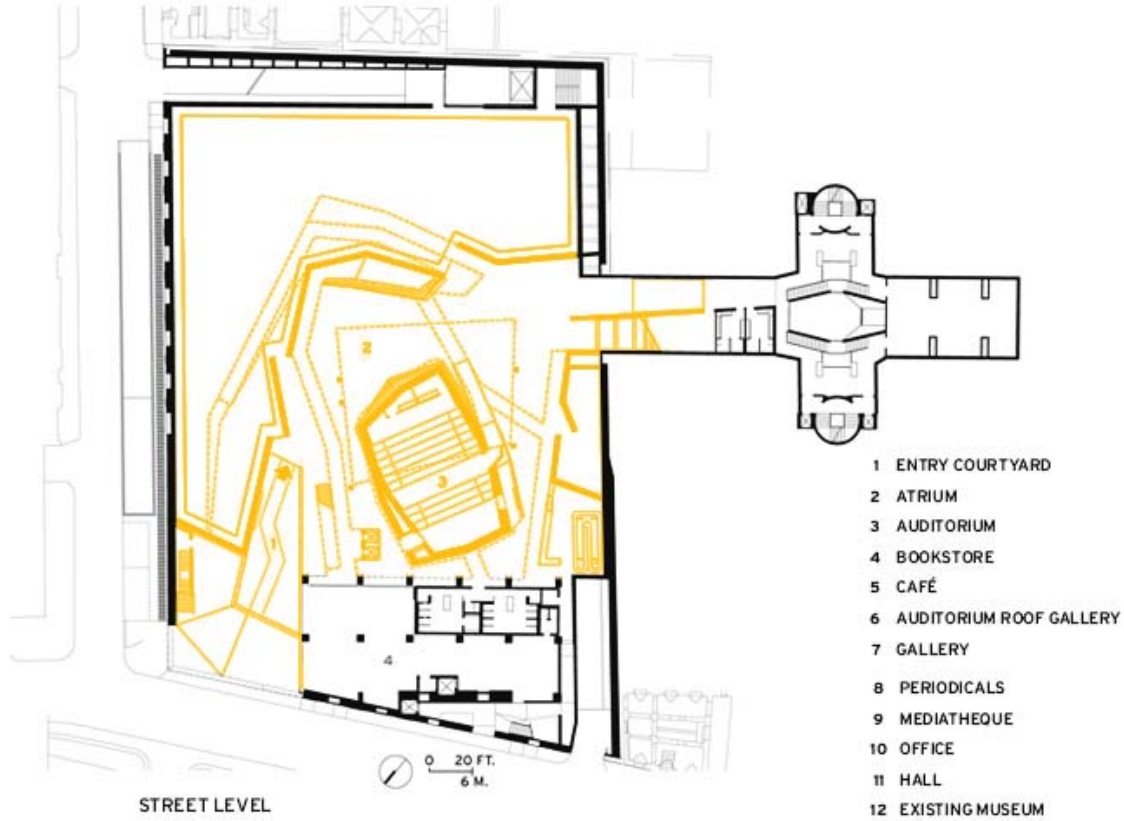 2
3
1
4
1 ENTRY COURTYARD
2 ATRIUM
3 AUDITORIUM
4 BOOKSTORE
5 CAFÉ
6 AUDITORIUM ROOF GALLERY
7 GALLERY
8 PERIODICALS
9 MEDIATHEQUE
10 OFFICE
11 HALL
12 EXISTING MUSEUM
0 20 FT.
6 M.
STREET LEVEL